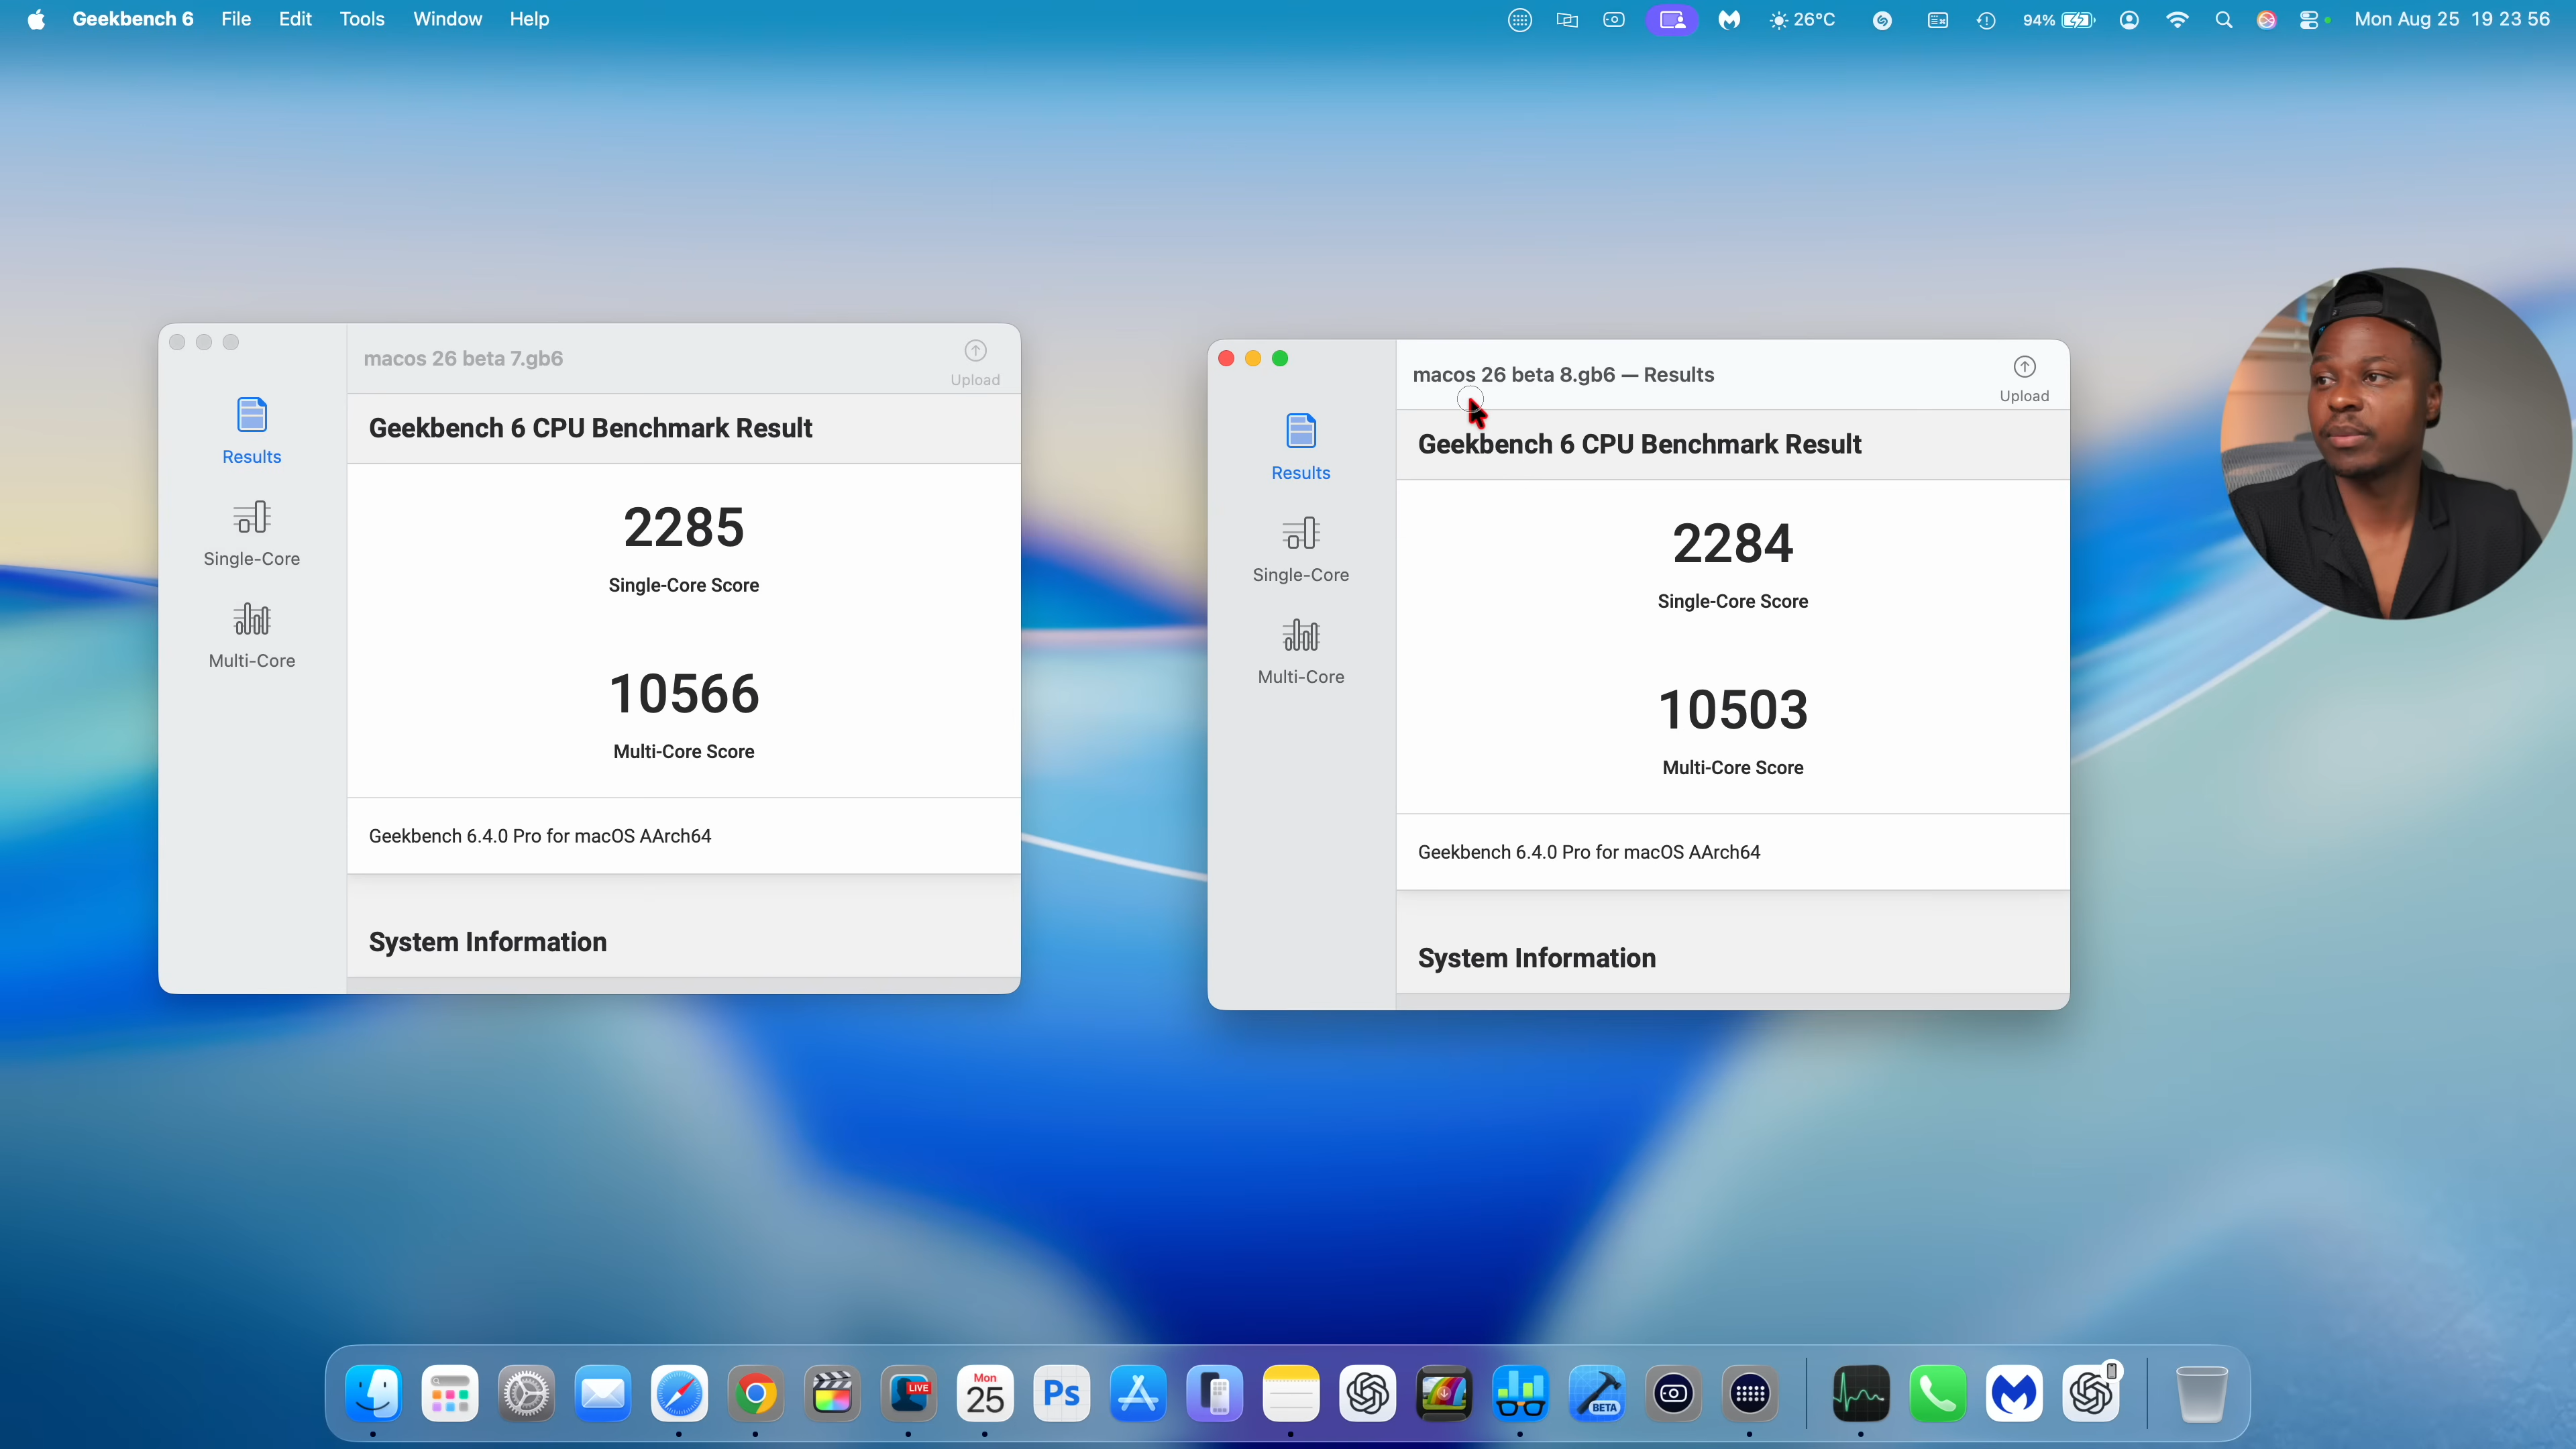 Geekbench 6 File Edit Tools Window Help
26°C 94% Mon Aug 25 19 23 56
macos 26 beta 7.gb6
Upload
Results
Single-Core
Multi-Core
Geekbench 6 CPU Benchmark Result
2285
Single-Core Score
10566
Multi-Core Score
Geekbench 6.4.0 Pro for macOS AArch64
System Information
macos 26 beta 8.gb6 — Results
Upload
Results
Single-Core
Multi-Core
Geekbench 6 CPU Benchmark Result
2284
Single-Core Score
10503
Multi-Core Score
Geekbench 6.4.0 Pro for macOS AArch64
System Information
LIVE
Mon
25
Ps
BETA